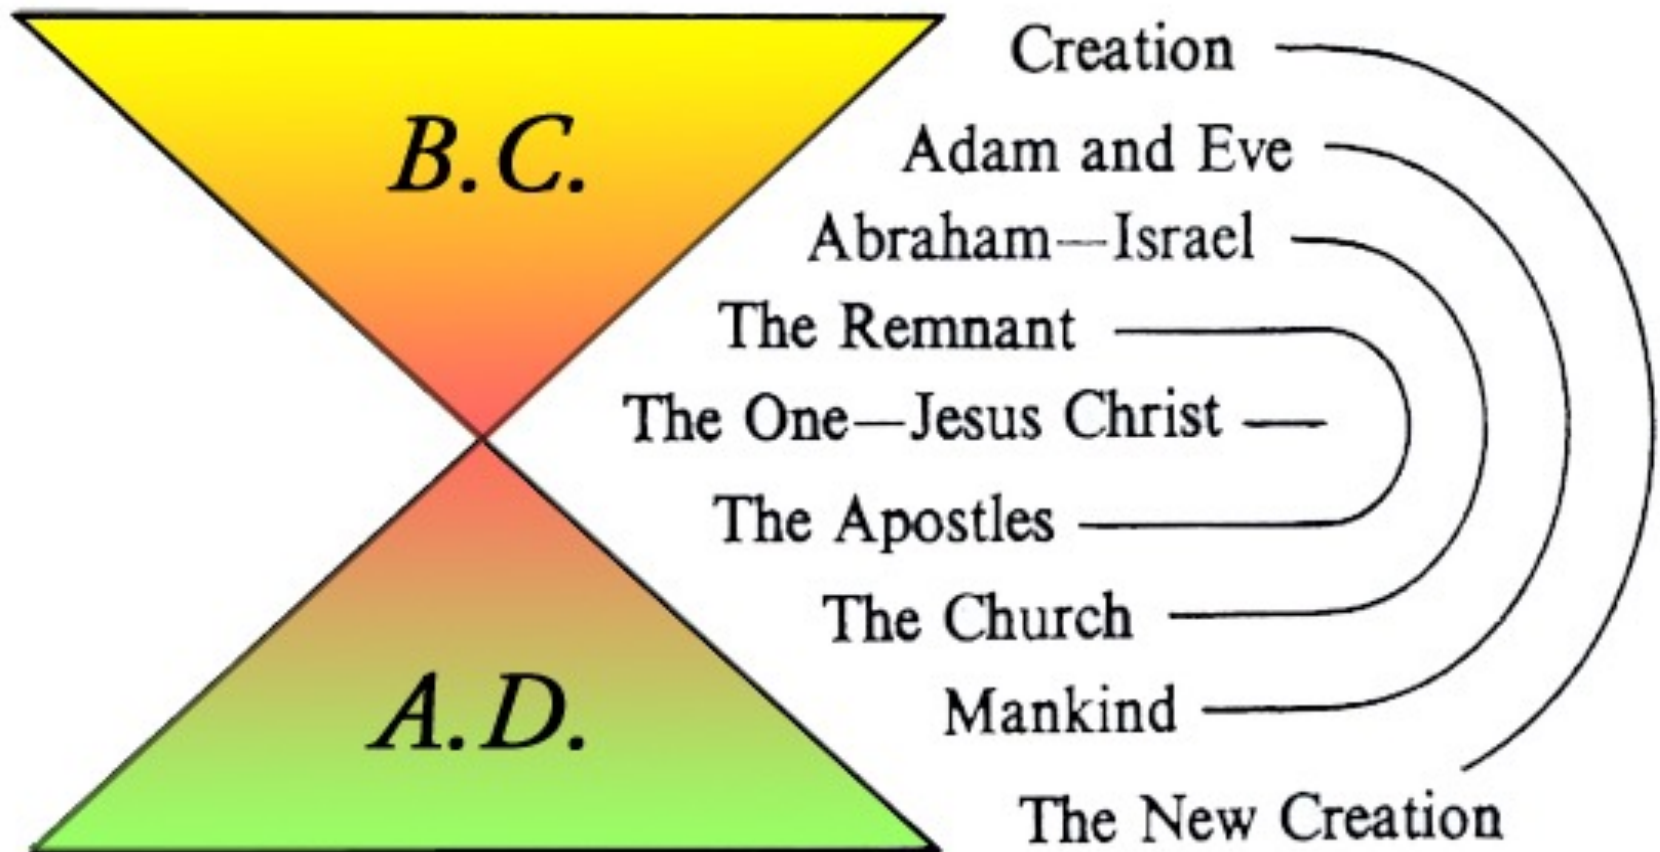 B.C.
Creation
Adam and Eve
Abraham—Israel
The Remnant
The One—Jesus Christ
The Apostles
The Church
A.D.
Mankind
The New Creation